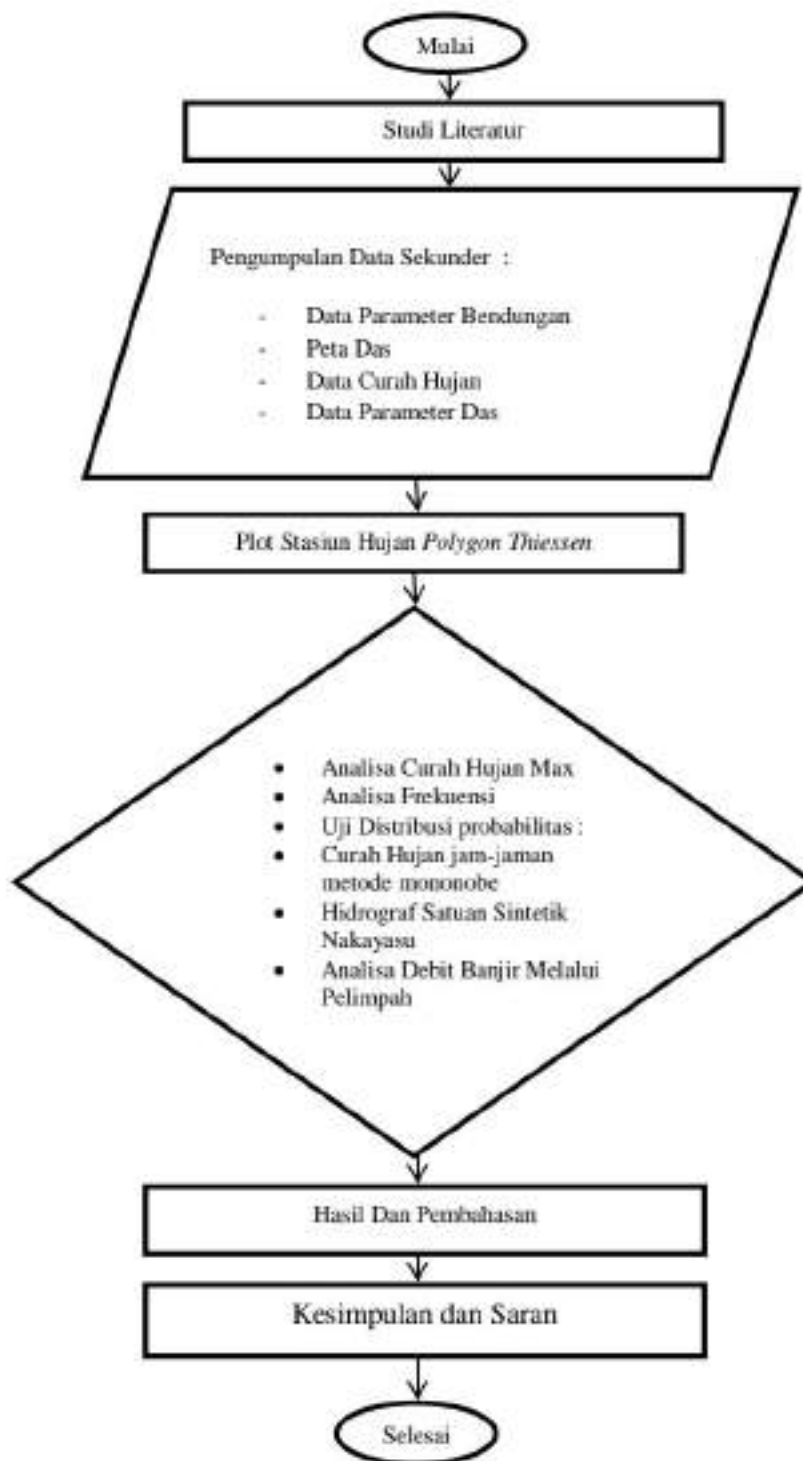 Mulai
Studi Literatur
Pengumpulan Data Sekunder :
- Data Parameter Bendungan
- Peta Das
- Data Curah Hujan
- Data Parameter Das
Plot Stasiun Hujan Polygon Thiessen
• Analisa Curah Hujan Max
• Analisa Frekuensi
• Uji Distribusi probabilitas :
• Curah Hujan jam-jaman
metode mononobe
• Hidrograf Satuan Sintetik
Nakayasu
• Analisa Debit Banjir Melalui
Pelimpah
Hasil Dan Pembahasan
Kesimpulan dan Saran
Selesai